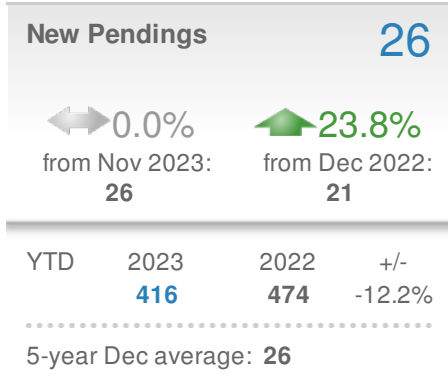 New Pendings 26
0.0% 23.8%
from Nov 2023: from Dec 2022:
26 21
YTD 2023 2022 +/-
416 474 -12.2%
5-year Dec average: 26